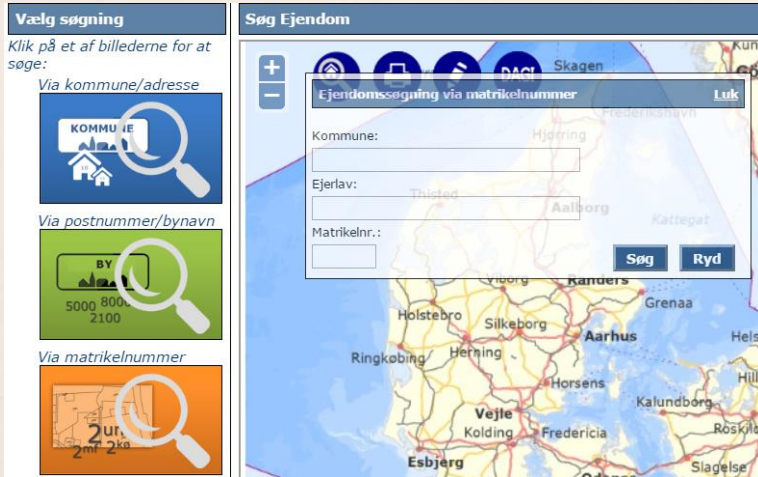 Vælg søgning
Klik på et af billederne for at
søge:
Via kommune/adresse
KOMMUNE
Via postnummer/bynavn
BY
5000 8000
2100
Via matrikelnummer
2
2mf 2kø
Søg Ejendom
+
−
DAGI
Skagen
Ejendomssøgning via matrikelnummer Luk
Frederikshavn
Kommune:
Hjørring
Ejerlav:
Thisted
Aalborg
Kattegat
Matrikelnr.:
Søg Ryd
Viborg
Randers
Grenaa
Holstebro
Silkeborg
Aarhus
Ringkøbing
Herning
Horsens
Kalundborg
Vejle
Kolding
Fredericia
Esbjerg
Slagelse